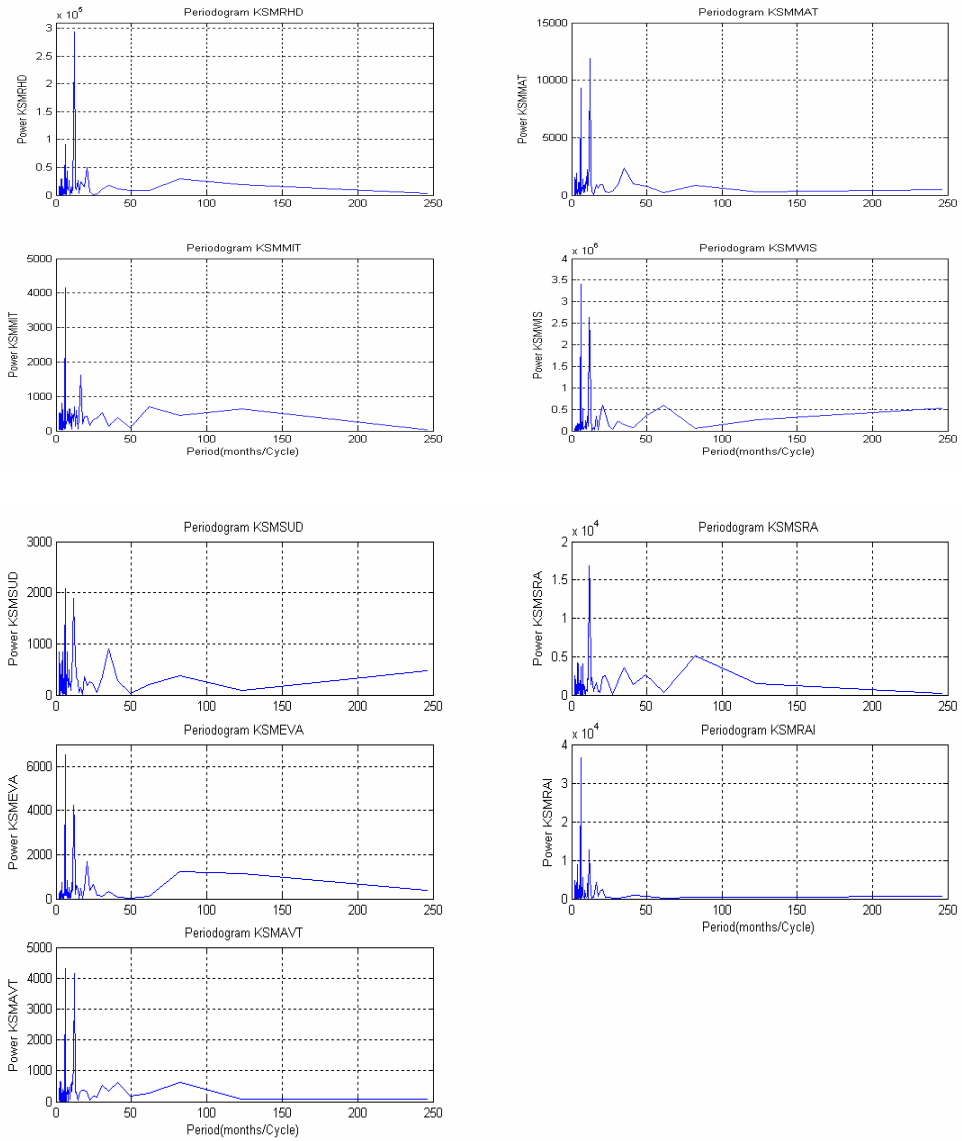 Periodogram KSMRHD
x 10^5
Power KSMRHD
3
2.5
2
1.5
1
0.5
0
0 50 100 150 200 250
Periodogram KSMMAT
Power KSMMAT
15000
10000
5000
0
0 50 100 150 200 250
Periodogram KSMMIT
Power KSMMIT
5000
4000
3000
2000
1000
0
0 50 100 150 200 250
Period(months/Cycle)
Periodogram KSMWIS
x 10^6
Power KSMWIS
4
3.5
3
2.5
2
1.5
1
0.5
0
0 50 100 150 200 250
Period(months/Cycle)
Periodogram KSMSUD
Power KSMSUD
3000
2000
1000
0
0 50 100 150 200 250
Periodogram KSMSRA
x 10^4
Power KSMSRA
2
1.5
1
0.5
0
0 50 100 150 200 250
Periodogram KSMEVA
Power KSMEVA
6000
4000
2000
0
0 50 100 150 200 250
Periodogram KSMRAI
x 10^4
Power KSMRAI
4
3
2
1
0
0 50 100 150 200 250
Period(months/Cycle)
Periodogram KSMAVT
Power KSMAVT
5000
4000
3000
2000
1000
0
0 50 100 150 200 250
Period(months/Cycle)